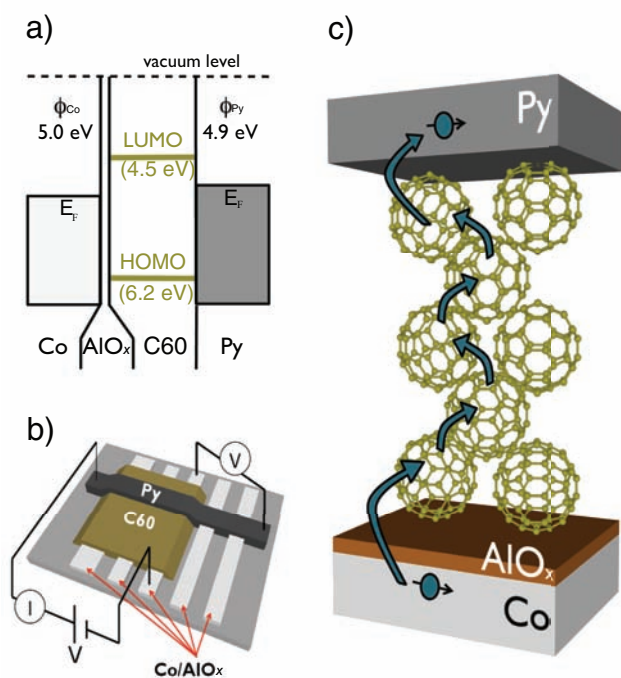 a)
vacuum level
ϕCo
5.0 eV
ϕPy
4.9 eV
LUMO
(4.5 eV)
EF
EF
HOMO
(6.2 eV)
Co AlOx C60 Py
b)
V
Py
C60
I
V
Co/AlOx
c)
Py
AlOx
Co